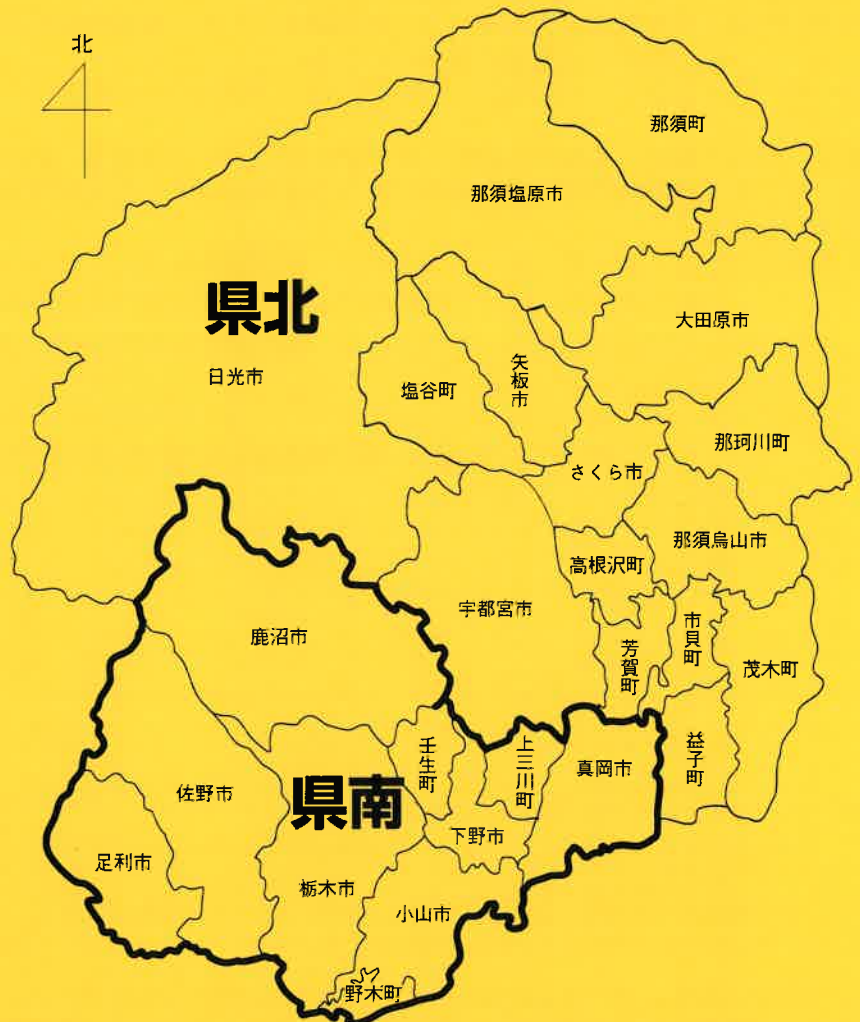 北
那須町
那須塩原市
県北
大田原市
日光市
塩谷町
矢板市
那珂川町
さくら市
那須烏山市
高根沢町
宇都宮市
鹿沼市
芳賀町
市貝町
茂木町
壬生町
上三川町
真岡市
益子町
佐野市
県南
下野市
足利市
栃木市
小山市
野木町